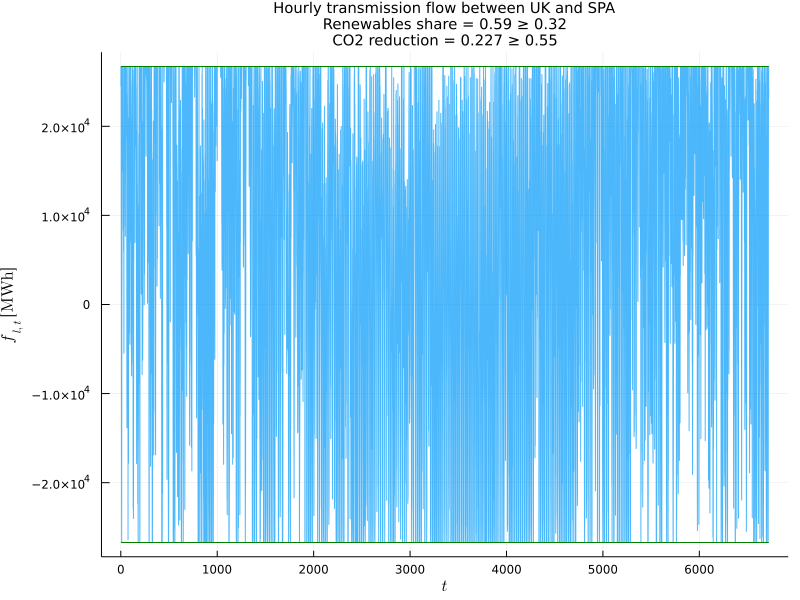 Hourly transmission flow between UK and SPA
Renewables share = 0.59 ≥ 0.32
CO2 reduction = 0.227 ≥ 0.55
2.0×10⁴
1.0×10⁴
0
−1.0×10⁴
−2.0×10⁴
f l,t [MWh]
0 1000 2000 3000 4000 5000 6000
t